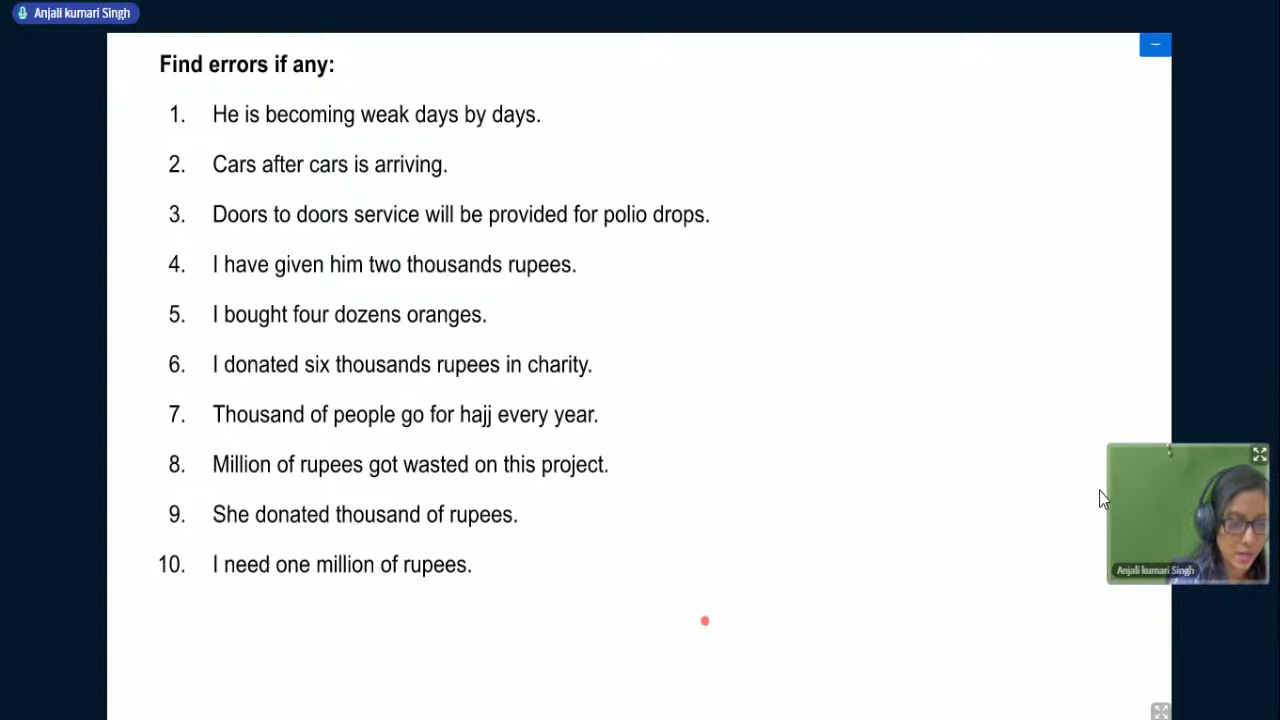 Anjali kumari Singh
Find errors if any:
1. He is becoming weak days by days.
2. Cars after cars is arriving.
3. Doors to doors service will be provided for polio drops.
4. I have given him two thousands rupees.
5. I bought four dozens oranges.
6. I donated six thousands rupees in charity.
7. Thousand of people go for hajj every year.
8. Million of rupees got wasted on this project.
9. She donated thousand of rupees.
10. I need one million of rupees.
Anjali kumari Singh